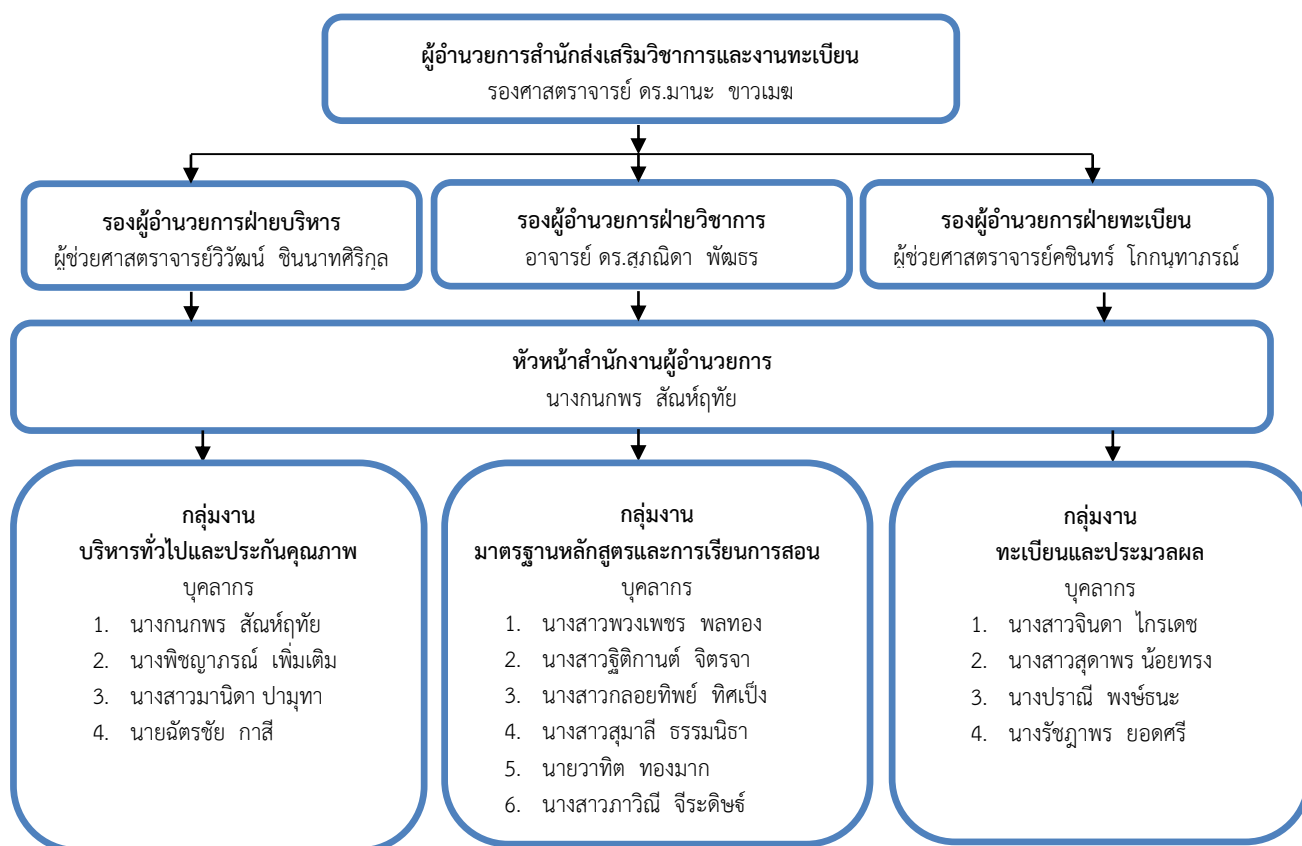 ผู้อำนวยการสำนักส่งเสริมวิชาการและงานทะเบียน
รองศาสตราจารย์ ดร.มานะ ขาวเมฆ
รองผู้อำนวยการฝ่ายบริหาร
ผู้ช่วยศาสตราจารย์วิวัฒน์ ชินนาทศิริกุล
รองผู้อำนวยการฝ่ายวิชาการ
อาจารย์ ดร.สุภณิดา พัฒธร
รองผู้อำนวยการฝ่ายทะเบียน
ผู้ช่วยศาสตราจารย์คชินทร์ โกกนุทาภรณ์
หัวหน้าสำนักงานผู้อำนวยการ
นางกนกพร สัณห์ฤทัย
กลุ่มงาน
บริหารทั่วไปและประกันคุณภาพ
บุคลากร
1. นางกนกพร สัณห์ฤทัย
2. นางพิชญาภรณ์ เพิ่มเติม
3. นางสาวมานิดา ปามุทา
4. นายฉัตรชัย กาสี
กลุ่มงาน
มาตรฐานหลักสูตรและการเรียนการสอน
บุคลากร
1. นางสาวพวงเพชร พลทอง
2. นางสาวฐิติกานต์ จิตรจา
3. นางสาวกลอยทิพย์ ทิศเป็ง
4. นางสาวสุมาลี ธรรมนิธา
5. นายวาทิต ทองมาก
6. นางสาวภาวิณี จีระดิษฐ์
กลุ่มงาน
ทะเบียนและประมวลผล
บุคลากร
1. นางสาวจินดา ไกรเดช
2. นางสาวสุดาพร น้อยทรง
3. นางปราณี พงษ์ธนะ
4. นางรัชฎาพร ยอดศรี